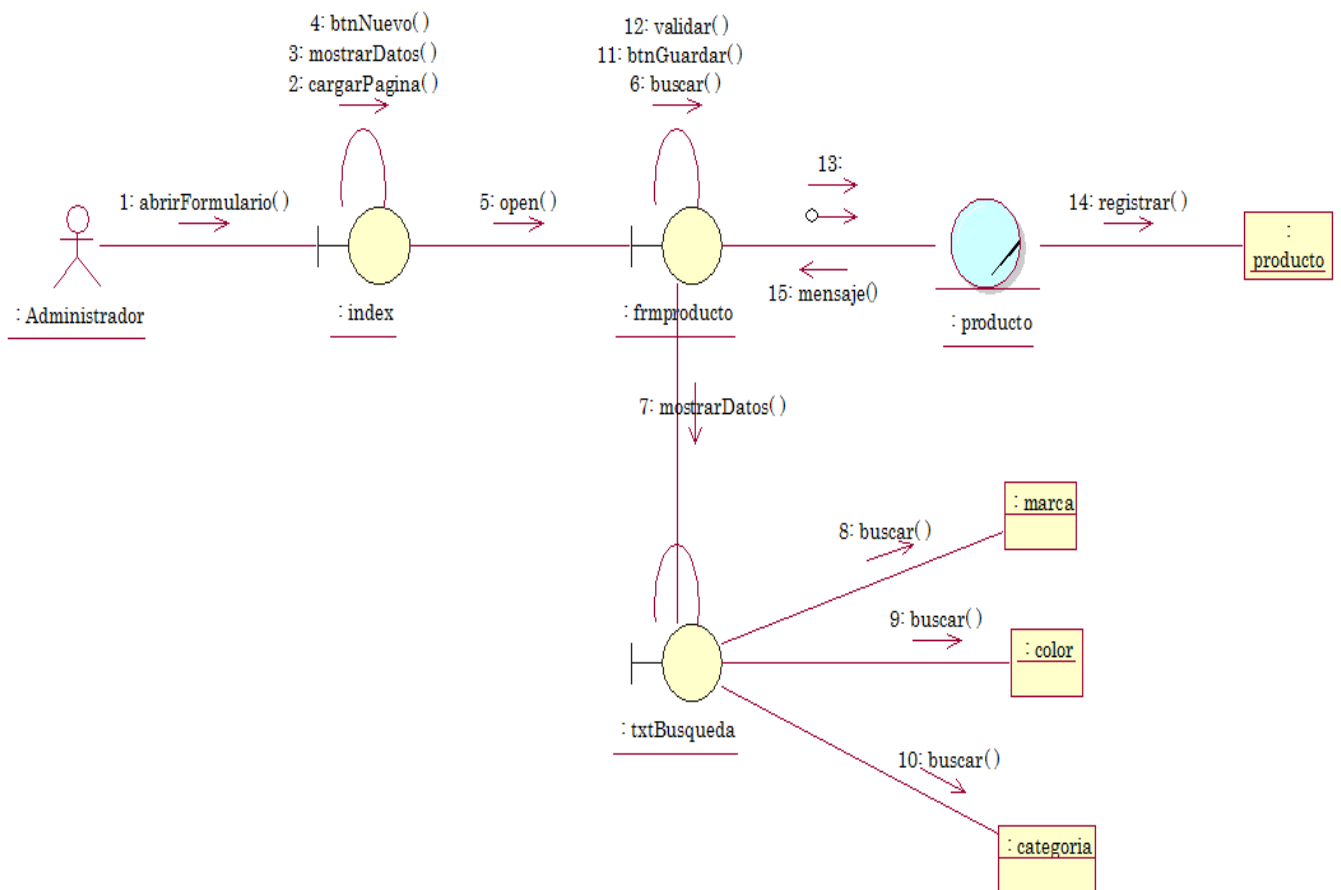 4: btnNuevo( )
3: mostrarDatos( )
2: cargarPagina( )
12: validar( )
11: btnGuardar( )
6: buscar( )
1: abrirFormulario( )
5: open( )
13:
14: registrar( )
:
producto
15: mensaje()
: Administrador
: index
: frmproducto
: producto
7: mostrarDatos( )
: marca
8: buscar( )
9: buscar( )
: color
: txtBusqueda
10: buscar( )
: categoria